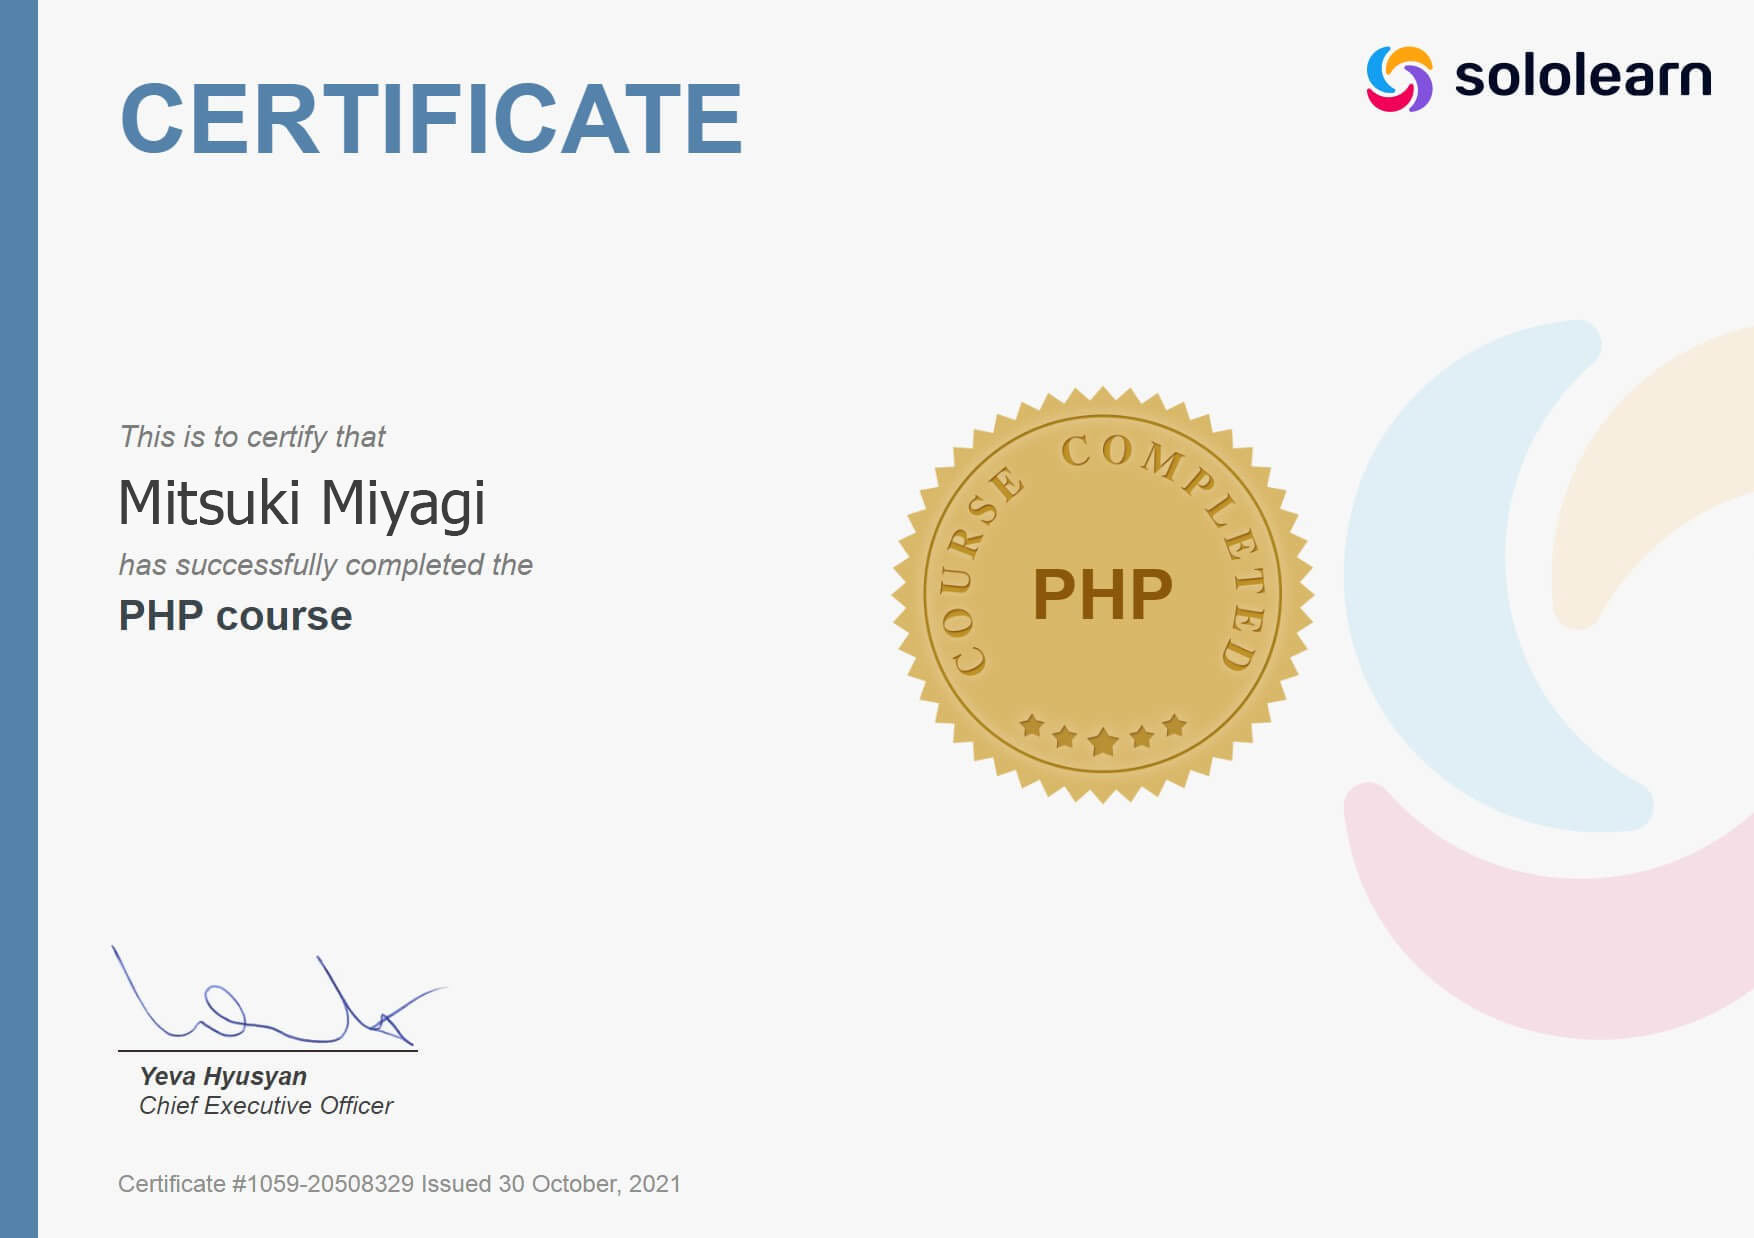 CERTIFICATE
sololearn
This is to certify that
Mitsuki Miyagi
has successfully completed the
PHP course
COURSE COMPLETED
PHP
Yeva Hyusyan
Chief Executive Officer
Certificate #1059-20508329 Issued 30 October, 2021